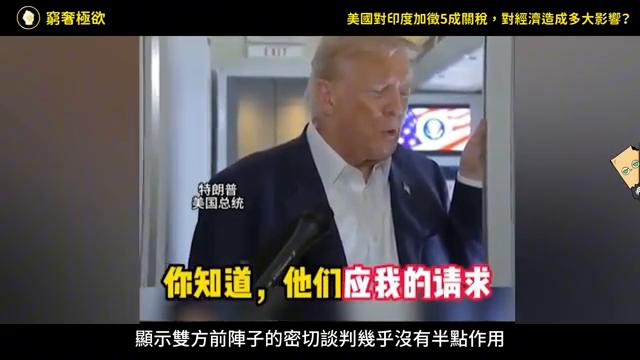 窮奢極欲
美國對印度加徵5成關稅，對經濟造成多大影響？
特朗普
美国总统
你知道，他们应我的请求
顯示雙方前陣子的密切談判幾乎沒有半點作用